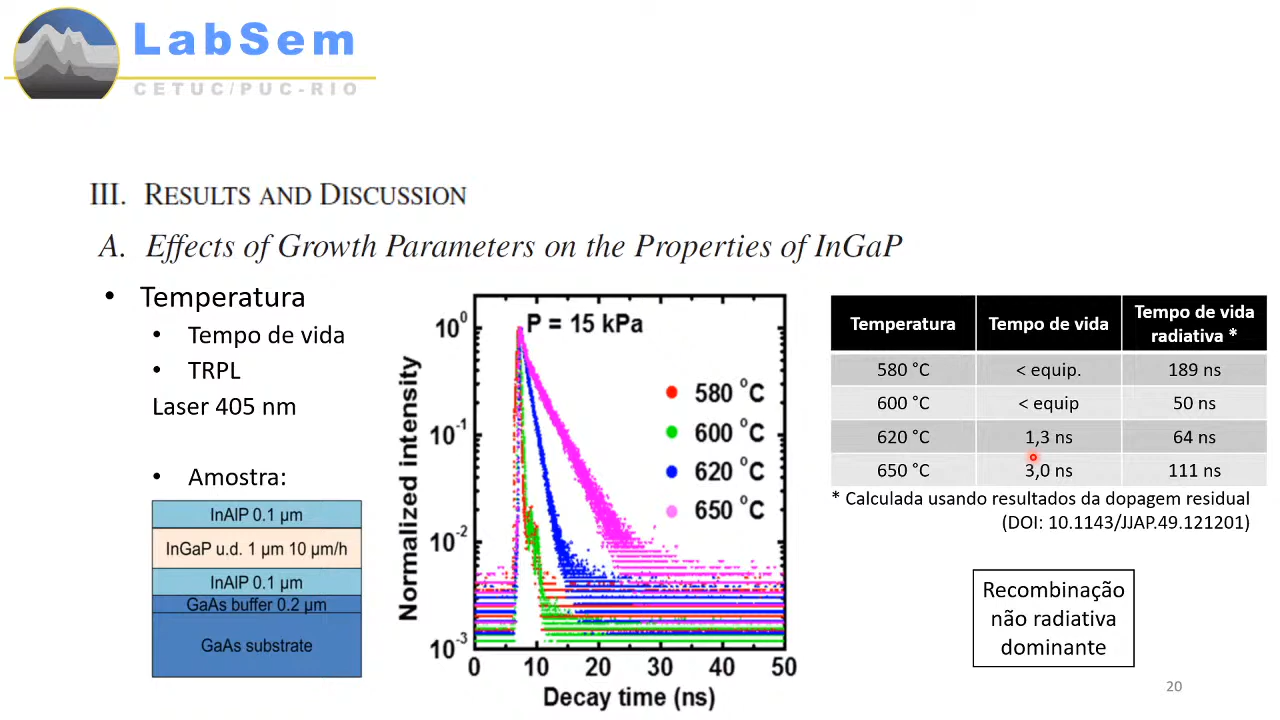 LabSem
CETUC/PUC-RIO
III. RESULTS AND DISCUSSION
A. Effects of Growth Parameters on the Properties of InGaP
• Temperatura
• Tempo de vida
• TRPL
Laser 405 nm
• Amostra:
InAlP 0.1 µm
InGaP u.d. 1 µm 10 µm/h
InAlP 0.1 µm
GaAs buffer 0.2 µm
GaAs substrate
Normalized intensity
10⁰
10⁻¹
10⁻²
10⁻³
P = 15 kPa
580 °C
600 °C
620 °C
650 °C
0 10 20 30 40 50
Decay time (ns)
Temperatura Tempo de vida Tempo de vida radiativa *
580 °C < equip. 189 ns
600 °C < equip 50 ns
620 °C 1,3 ns 64 ns
650 °C 3,0 ns 111 ns
* Calculada usando resultados da dopagem residual
(DOI: 10.1143/JJAP.49.121201)
Recombinação
não radiativa
dominante
20